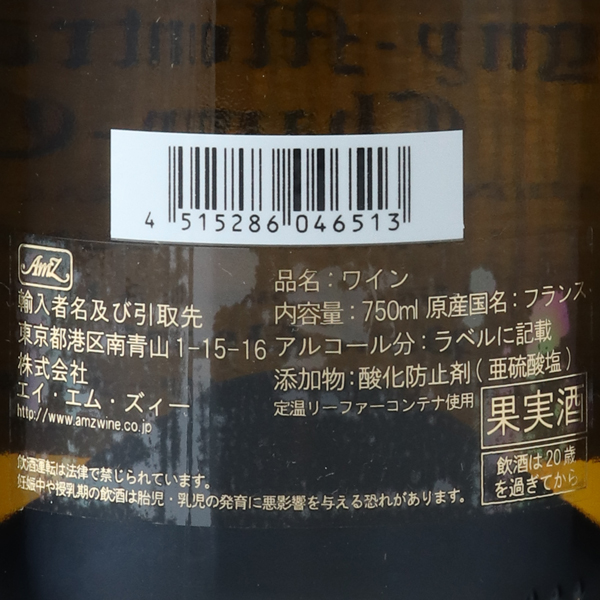 4 515286 046513
AMZ
輸入者名及び引取先
東京都港区南青山1-15-16
株式会社
エイ・エム・ズィー
http://www.amzwine.co.jp
品名：ワイン
内容量：750ml 原産国名：フランス
アルコール分：ラベルに記載
添加物：酸化防止剤（亜硫酸塩）
定温リーファーコンテナ使用
果実酒
飲酒は20歳
を過ぎてから
飲酒運転は法律で禁じられています。
妊娠中や授乳期の飲酒は胎児・乳児の発育に悪影響を与える恐れがあります。